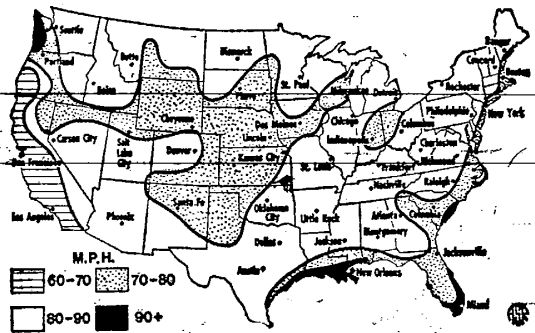 Seattle
Portland
Butte
Boise
Bismarck
St. Paul
Pierre
Milwaukee
Detroit
Bangor
Concord
Boston
Rochester
New York
Philadelphia
Cheyenne
Des Moines
Chicago
Lincoln
Indianapolis
Columbus
Carson City
Salt
Lake
City
Denver
Kansas City
St. Louis
Charleston
Richmond
Frankfort
San Francisco
Raleigh
Nashville
Los Angeles
Phoenix
Santa Fe
Oklahoma
City
Little Rock
Atlanta
Columbia
Dallas
Jackson
Montgomery
Jacksonville
Austin
New Orleans
Miami
M.P.H.
60-70 70-80
80-90 90+